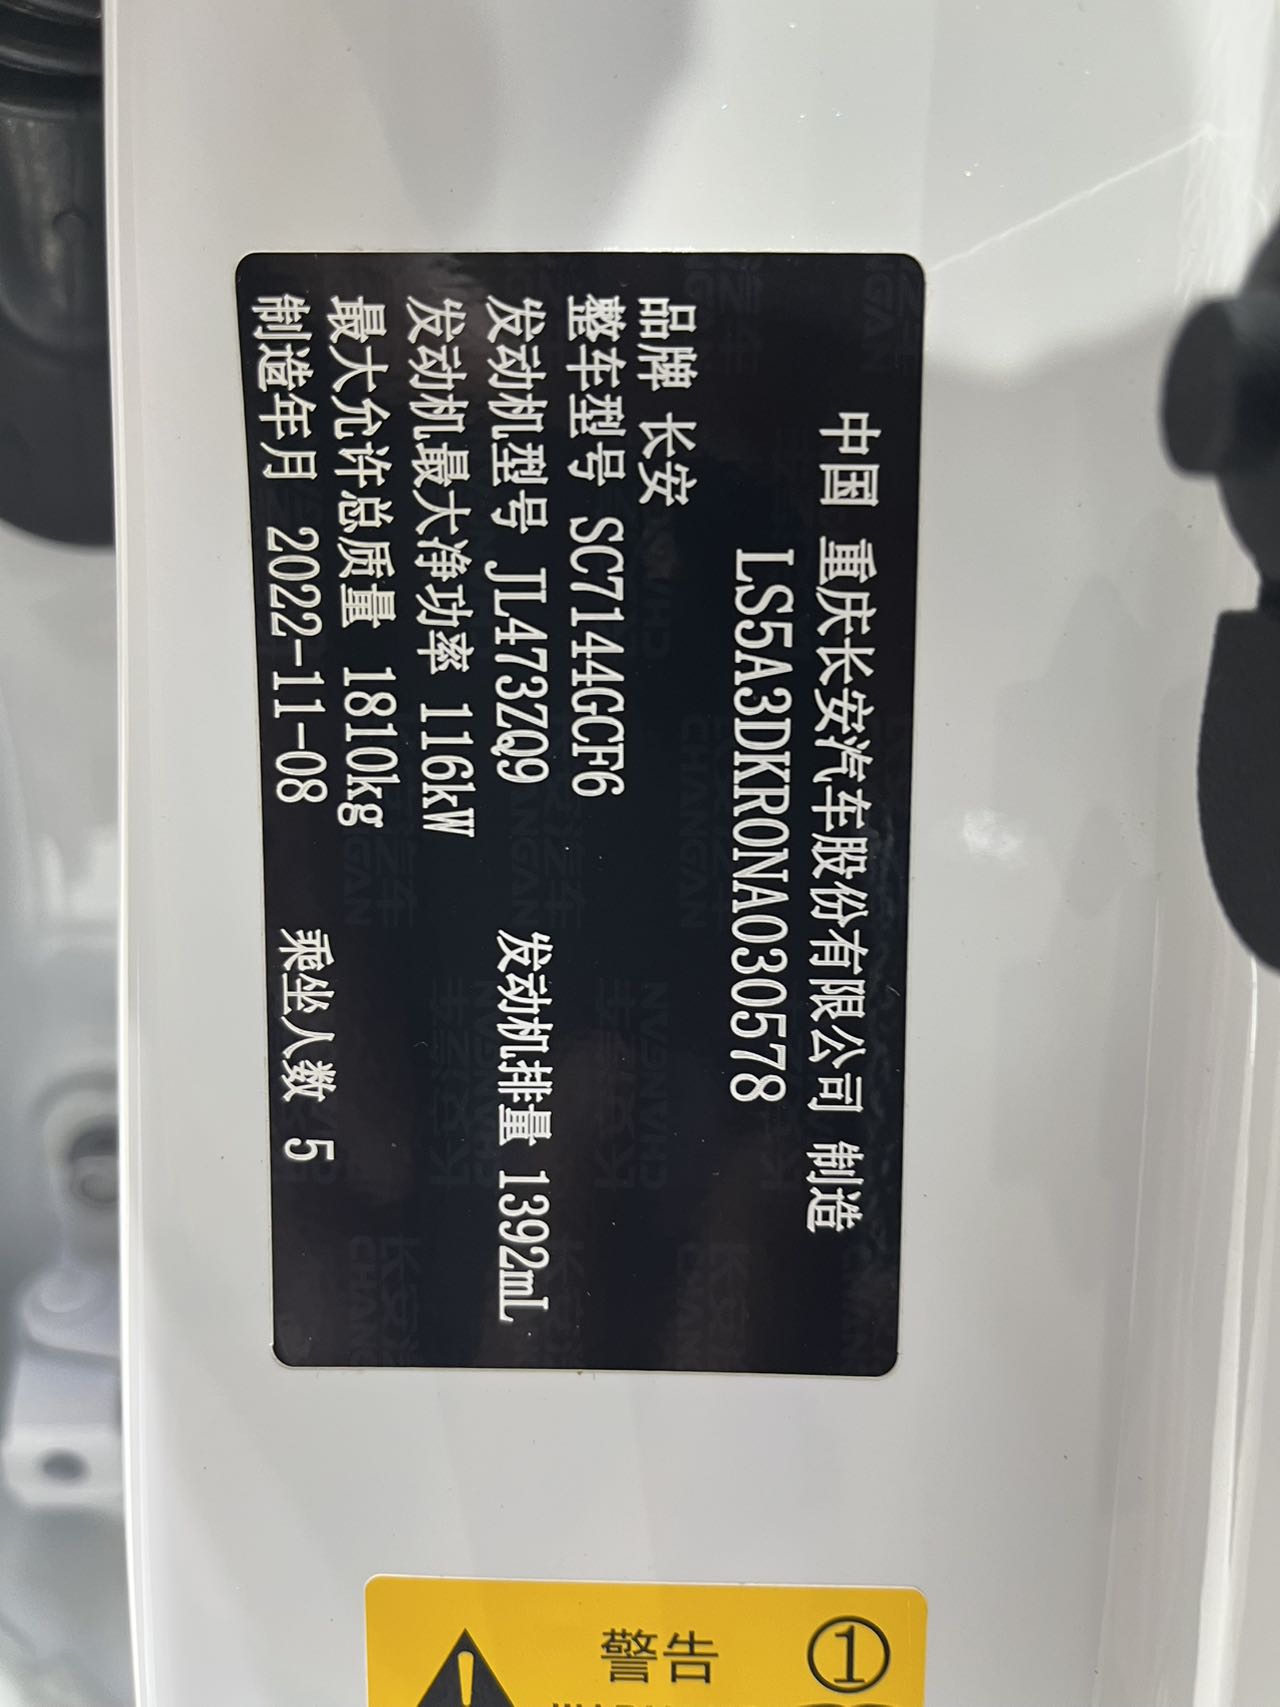 中国 重庆长安汽车股份有限公司 制造
LS5A3DKR0NA030578
品牌 长安
整车型号 SC7144GCF6
发动机型号 JL473ZQ9 发动机排量 1392mL
发动机最大净功率 116kW
最大允许总质量 1810kg
制造年月 2022-11-08 乘坐人数 5
警告 ①